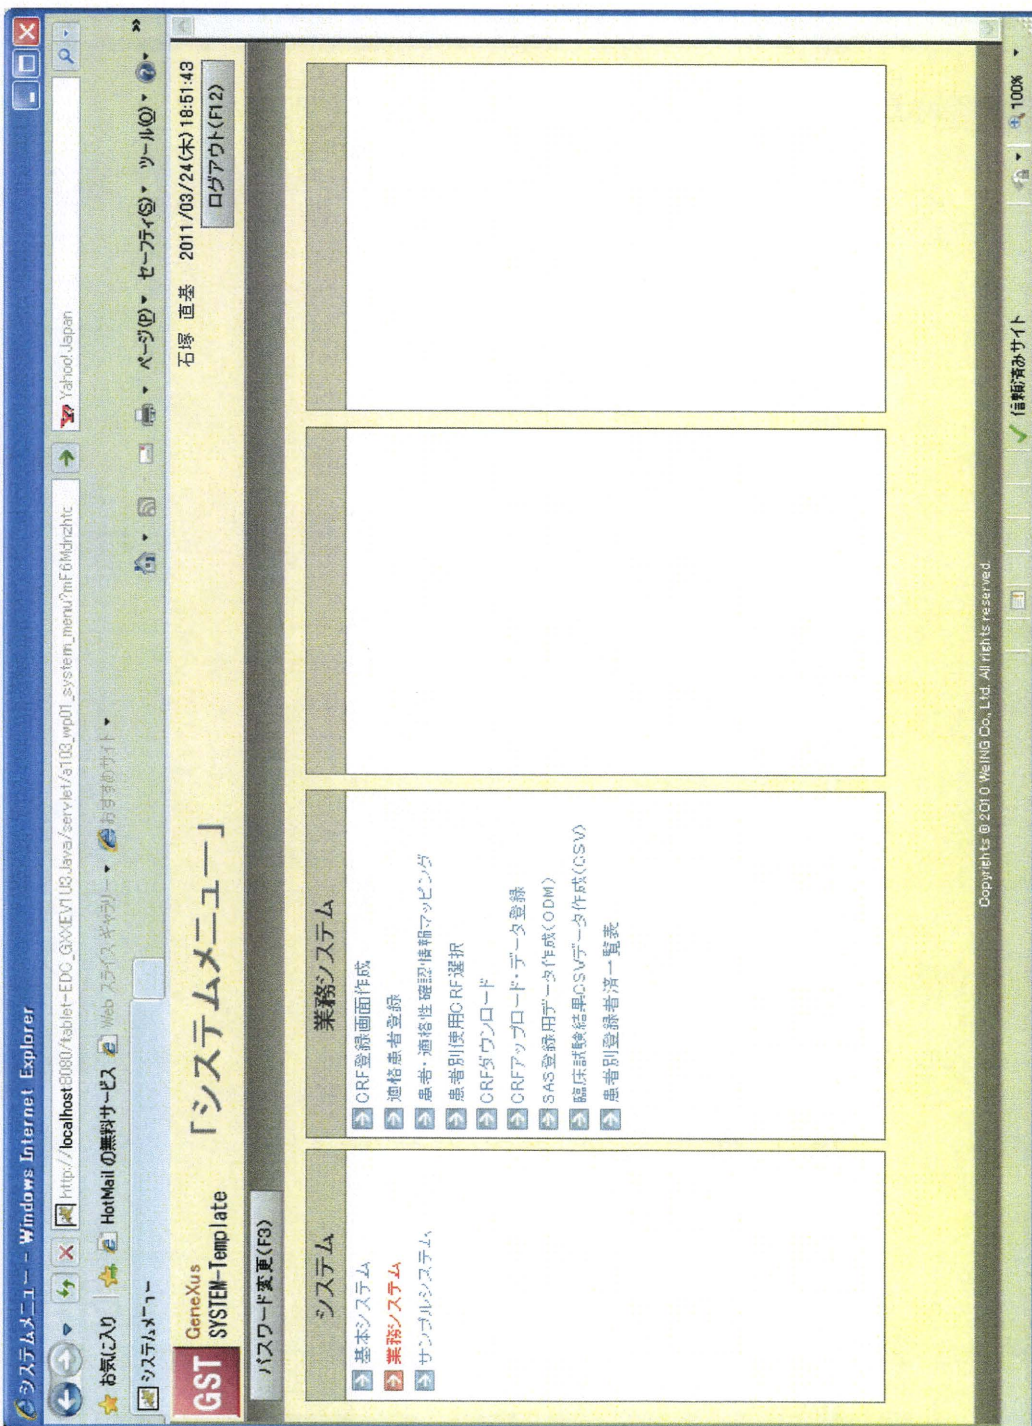 システムメニュー - Windows Internet Explorer
http://localhost:8080/tablet-EDC_GXXEV1U3Java/servlet/a103_wp01_system_menu?mF6Mdnzhtc
Yahoo! Japan
お気に入り
HotMail の無料サービス
Web スライス ギャラリー
おすすめサイト
システムメニュー
ページ(P)
セーフティ(S)
ツール(O)
GST
GeneXus
SYSTEM-Template
「システムメニュー」
石塚 直基 2011/03/24(木) 18:51:43
パスワード変更(F3)
ログアウト(F12)
システム
基本システム
業務システム
サンプルシステム
業務システム
CRF登録画面作成
適格患者登録
患者・適格性確認情報マッピング
患者別使用CRF選択
CRFダウンロード
CRFアップロード・データ登録
SAS登録用データ作成(ODM)
臨床試験結果CSVデータ作成(CSV)
患者別登録者済一覧表
Copyrights © 2010 WeING Co., Ltd. All rights reserved.
信頼済みサイト
100%